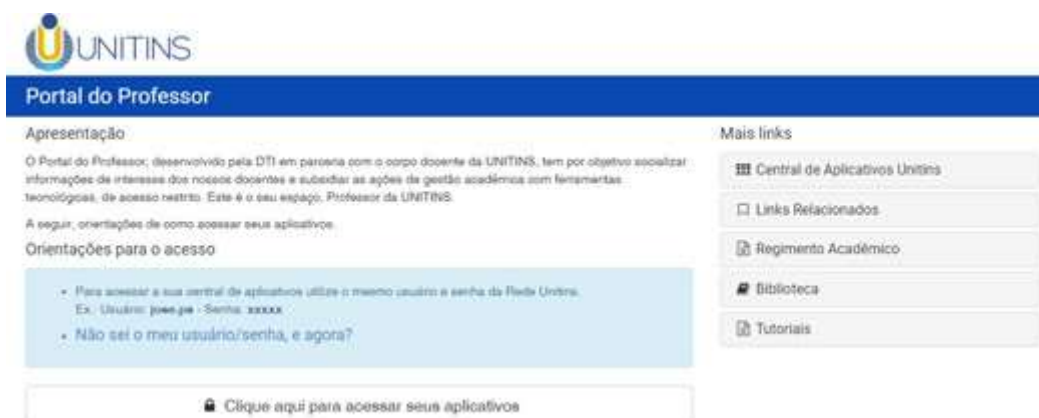 UNITINS
Portal do Professor
Apresentação
O Portal do Professor, desenvolvido pela DTI em parceria com o corpo docente da UNITINS, tem por objetivo socializar
informações de interesse dos nossos docentes e subsidiar as ações de gestão acadêmica com ferramentas
tecnológicas, de acesso restrito. Este é o seu espaço, Professor da UNITINS.
A seguir, orientações de como acessar seus aplicativos.
Orientações para o acesso
Para acessar a sua central de aplicativos utilize o mesmo usuário e senha da Rede Unitins.
Ex.: Usuário: joao.pa - Senha: xxxxx
Não sei o meu usuário/senha, e agora?
Clique aqui para acessar seus aplicativos
Mais links
Central de Aplicativos Unitins
Links Relacionados
Regimento Acadêmico
Biblioteca
Tutoriais